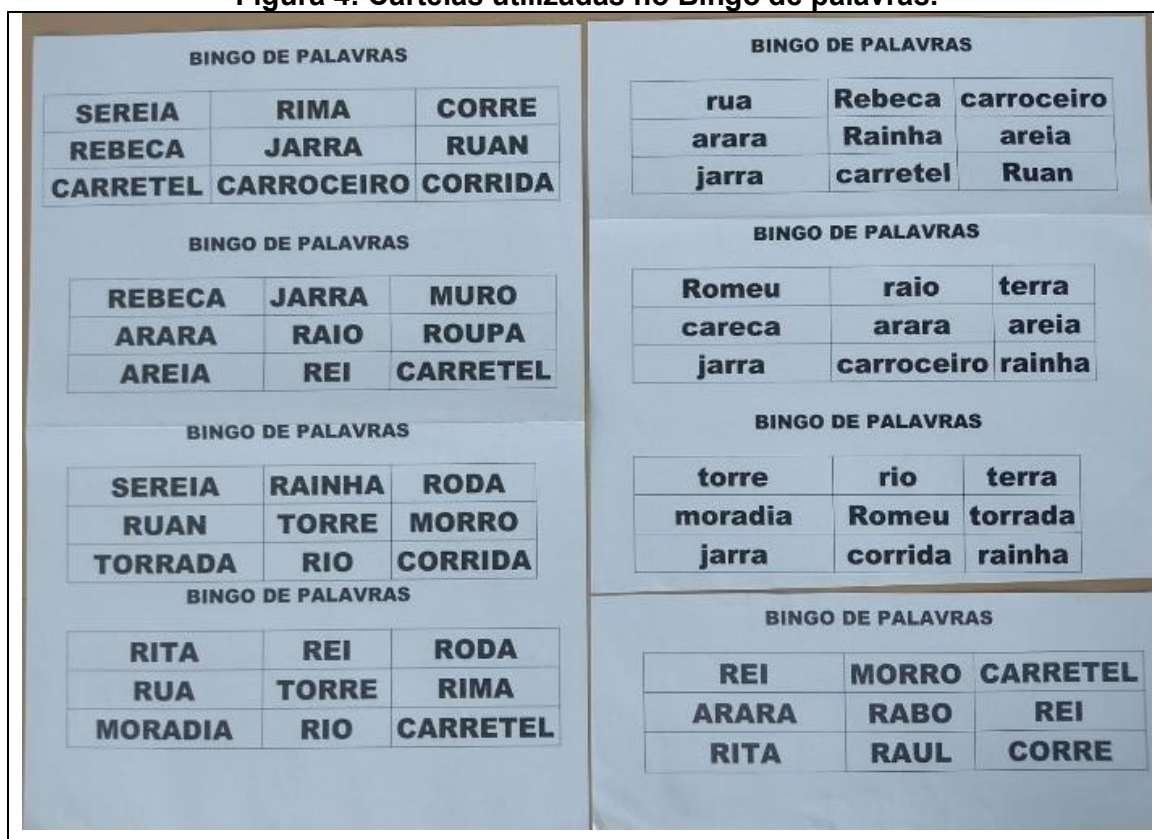 Figura 4: Cartelas utilizadas no Bingo de palavras.
BINGO DE PALAVRAS
SEREIA RIMA CORRE
REBECA JARRA RUAN
CARRETEL CARROCEIRO CORRIDA
BINGO DE PALAVRAS
REBECA JARRA MURO
ARARA RAIO ROUPA
AREIA REI CARRETEL
BINGO DE PALAVRAS
SEREIA RAINHA RODA
RUAN TORRE MORRO
TORRADA RIO CORRIDA
BINGO DE PALAVRAS
RITA REI RODA
RUA TORRE RIMA
MORADIA RIO CARRETEL
BINGO DE PALAVRAS
rua Rebeca carroceiro
arara Rainha areia
jarra carretel Ruan
BINGO DE PALAVRAS
Romeu raio terra
careca arara areia
jarra carroceiro rainha
BINGO DE PALAVRAS
torre rio terra
moradia Romeu torrada
jarra corrida rainha
BINGO DE PALAVRAS
REI MORRO CARRETEL
ARARA RABO REI
RITA RAUL CORRE